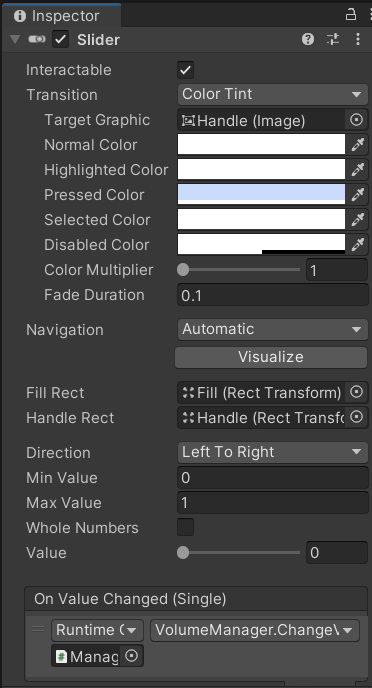 Inspector
Slider
Interactable
Transition Color Tint
Target Graphic Handle (Image)
Normal Color
Highlighted Color
Pressed Color
Selected Color
Disabled Color
Color Multiplier 1
Fade Duration 0.1
Navigation Automatic
Visualize
Fill Rect Fill (Rect Transform)
Handle Rect Handle (Rect Transfo
Direction Left To Right
Min Value 0
Max Value 1
Whole Numbers
Value 0
On Value Changed (Single)
Runtime VolumeManager.Change
Manag